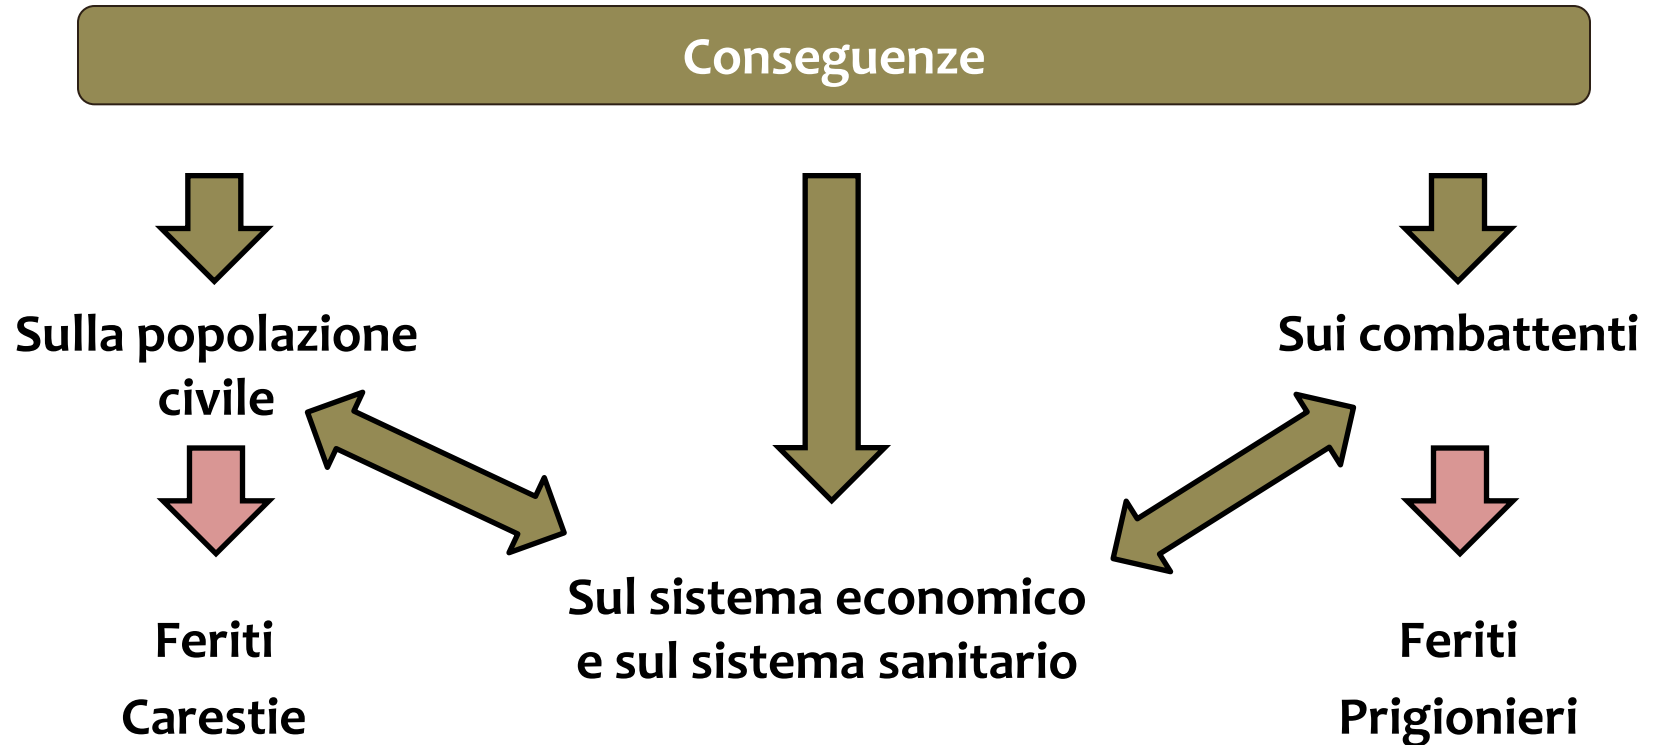 Conseguenze
Sulla popolazione
civile
Sui combattenti
Sul sistema economico
e sul sistema sanitario
Feriti
Carestie
Feriti
Prigionieri